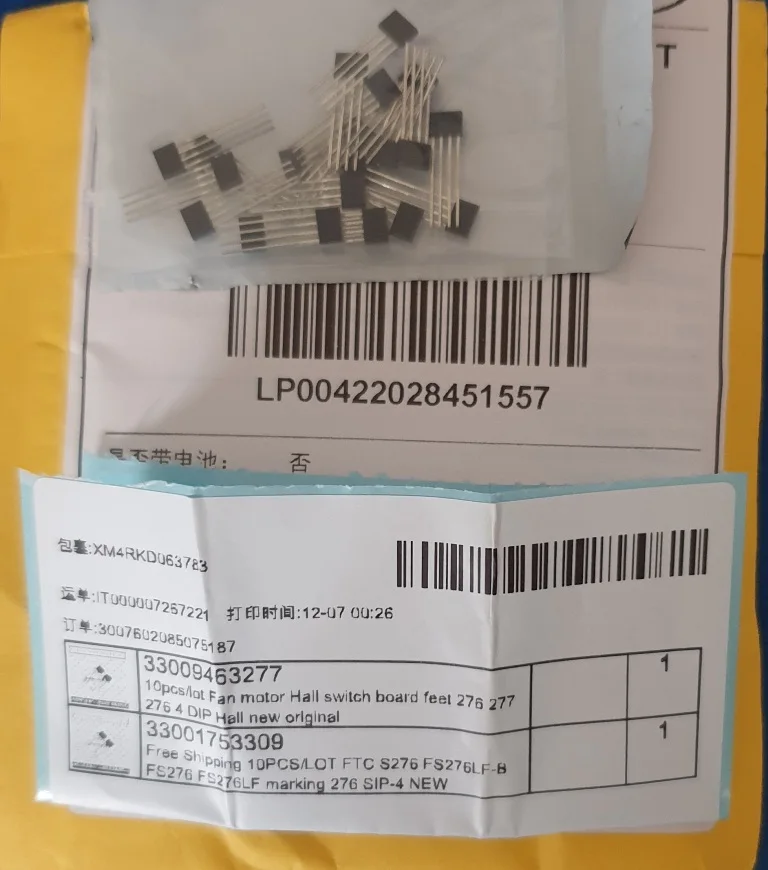 T
LP00422028451557
是否带电池: 否
包裹:XM4RKD063783
运单:IT000007257221 打印时间:12-07 00:26
订单:3007602085075187
33009463277 1
10pcs/lot Fan motor Hall switch board feet 276 277
276 4 DIP Hall new original
33001753309 1
Free Shipping 10PCS/LOT FTC S276 FS276LF-B
FS276 FS276LF marking 276 SIP-4 NEW